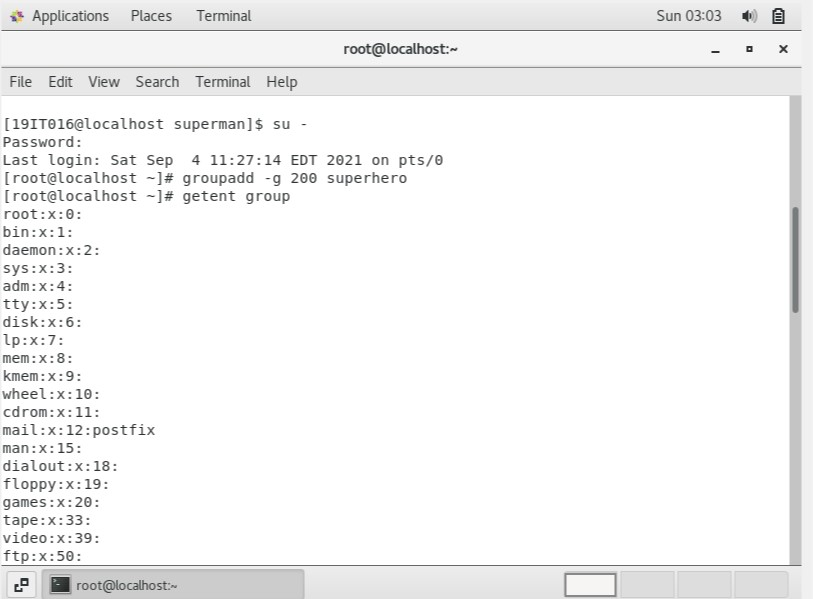 Applications Places Terminal Sun 03:03
root@localhost:~
File Edit View Search Terminal Help
[19IT016@localhost superman]$ su -
Password:
Last login: Sat Sep  4 11:27:14 EDT 2021 on pts/0
[root@localhost ~]# groupadd -g 200 superhero
[root@localhost ~]# getent group
root:x:0:
bin:x:1:
daemon:x:2:
sys:x:3:
adm:x:4:
tty:x:5:
disk:x:6:
lp:x:7:
mem:x:8:
kmem:x:9:
wheel:x:10:
cdrom:x:11:
mail:x:12:postfix
man:x:15:
dialout:x:18:
floppy:x:19:
games:x:20:
tape:x:33:
video:x:39:
ftp:x:50:
root@localhost:~